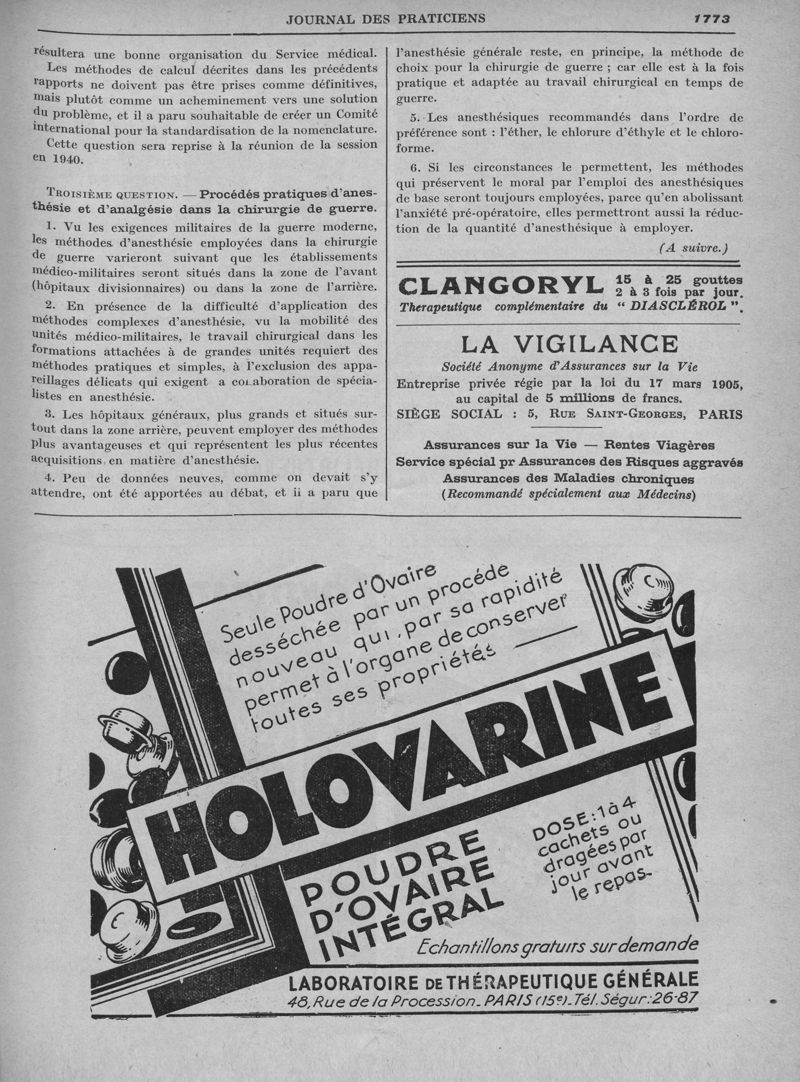 JOURNAL DES PRATICIENS
1773
résultera une bonne organisation du Service médical.
Les méthodes de calcul décrites dans les précédents
rapports ne doivent pas être prises comme définitives,
mais plutôt comme un acheminement vers une solution
du problème, et il a paru souhaitable de créer un Comité
international pour la standardisation de la nomenclature.
Cette question sera reprise à la réunion de la session
en 1940.
TROISIÈME QUESTION. — Procédés pratiques d'anes-
thésie et d'analgésie dans la chirurgie de guerre.
1. Vu les exigences militaires de la guerre moderne,
les méthodes d'anesthésie employées dans la chirurgie
de guerre varieront suivant que les établissements
médico-militaires seront situés dans la zone de l'avant
(hôpitaux divisionnaires) ou dans la zone de l'arrière.
2. En présence de la difficulté d'application des
méthodes complexes d'anesthésie, vu la mobilité des
unités médico-militaires, le travail chirurgical dans les
formations attachées à de grandes unités requiert des
méthodes pratiques et simples, à l'exclusion des appa-
reillages délicats qui exigent a collaboration de spécia-
listes en anesthésie.
3. Les hôpitaux généraux, plus grands et situés sur-
tout dans la zone arrière, peuvent employer des méthodes
plus avantageuses et qui représentent les plus récentes
acquisitions en matière d'anesthésie.
4. Peu de données neuves, comme on devait s'y
attendre, ont été apportées au débat, et il a paru que
l'anesthésie générale reste, en principe, la méthode de
choix pour la chirurgie de guerre ; car elle est à la fois
pratique et adaptée au travail chirurgical en temps de
guerre.
5. Les anesthésiques recommandés dans l'ordre de
préférence sont : l'éther, le chlorure d'éthyle et le chloro-
forme.
6. Si les circonstances le permettent, les méthodes
qui préservent le moral par l'emploi des anesthésiques
de base seront toujours employées, parce qu'en abolissant
l'anxiété pré-opératoire, elles permettront aussi la réduc-
tion de la quantité d'anesthésique à employer.
(A suivre.)
CLANGORYL 15 à 25 gouttes
2 à 3 fois par jour.
Therapeutique complémentaire du " DIASCLÉROL ".
LA VIGILANCE
Société Anonyme d'Assurances sur la Vie
Entreprise privée régie par la loi du 17 mars 1905,
au capital de 5 millions de francs.
SIÈGE SOCIAL : 5, RUE SAINT-GEORGES, PARIS
Assurances sur la Vie — Rentes Viagères
Service spécial pr Assurances des Risques aggravés
Assurances des Maladies chroniques
(Recommandé spécialement aux Médecins)
Seule Poudre d'Ovaire
desséchée par un procédé
nouveau qui, par sa rapidité
permet à l'organe de conserver
toutes ses propriétés
HOLOVARINE
POUDRE
D'OVAIRE
INTÉGRAL
DOSE: 1 à 4
cachets ou
dragées par
jour avant
le repas-
Echantillons gratuits sur demande
LABORATOIRE DE THÉRAPEUTIQUE GÉNÉRALE
48, Rue de la Procession_ PARIS (15e)_Tél. Ségur: 26-87